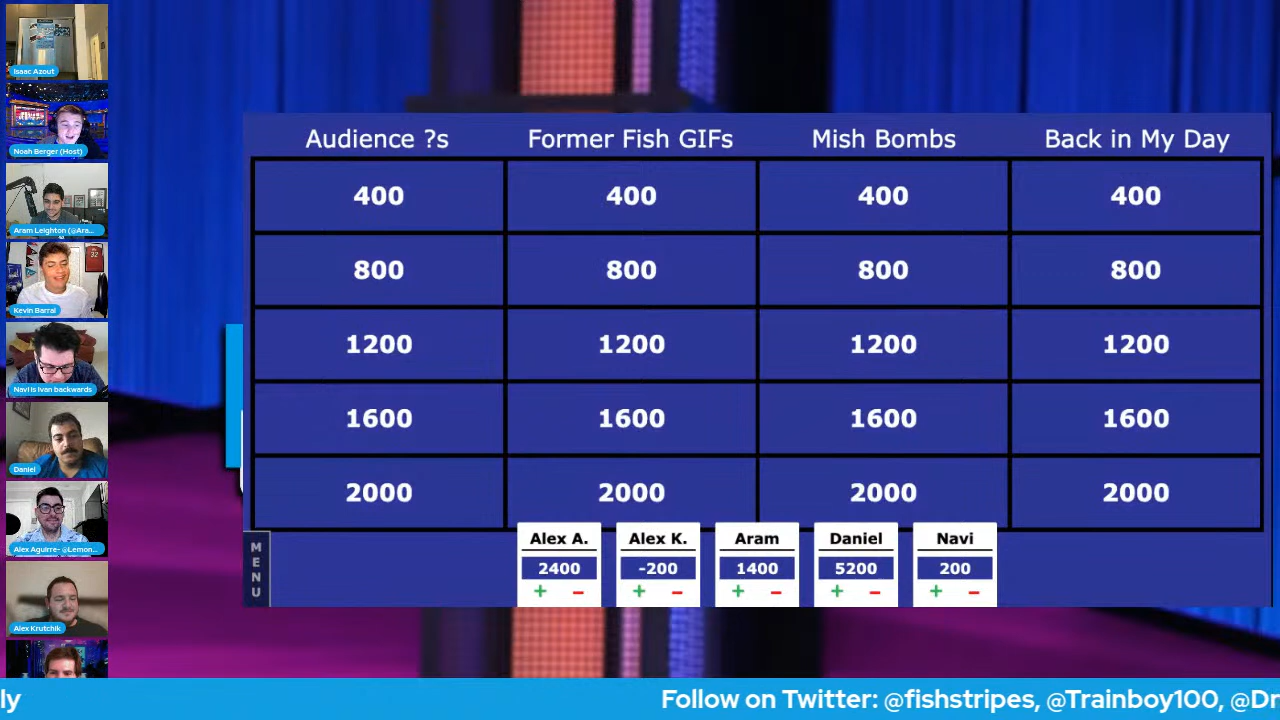 Isaac Azout
Noah Berger (Host)
Aram Leighton (@Ara...
Kevin Barral
Navi is Ivan backwards
Daniel
Alex Aguirre- @Lemon...
Alex Krutchik
Audience ?s Former Fish GIFs Mish Bombs Back in My Day
400 400 400 400
800 800 800 800
1200 1200 1200 1200
1600 1600 1600 1600
2000 2000 2000 2000
MENU
Alex A. Alex K. Aram Daniel Navi
2400 -200 1400 5200 200
+ − + − + − + − + −
ly Follow on Twitter: @fishstripes, @Trainboy100, @Dr